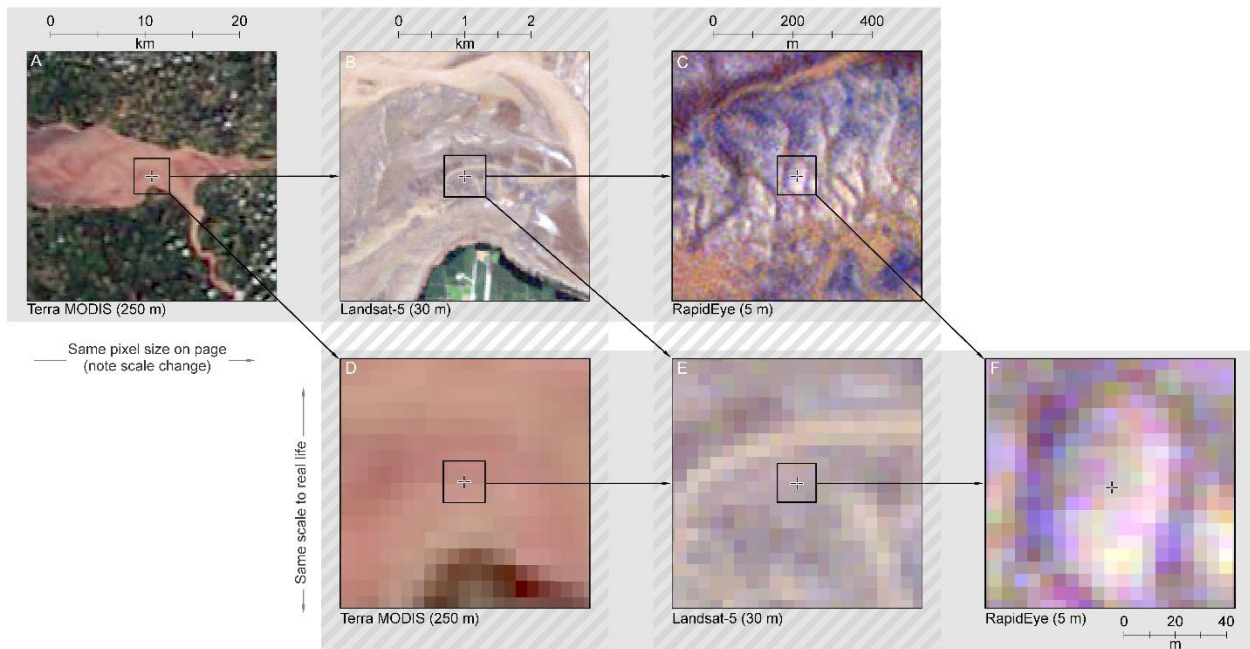 0 10 20
km
0 1 2
km
0 200 400
m
A
B
C
Terra MODIS (250 m)
Landsat-5 (30 m)
RapidEye (5 m)
Same pixel size on page
(note scale change)
Same scale to real life
D
E
F
Terra MODIS (250 m)
Landsat-5 (30 m)
RapidEye (5 m)
0 20 40
m